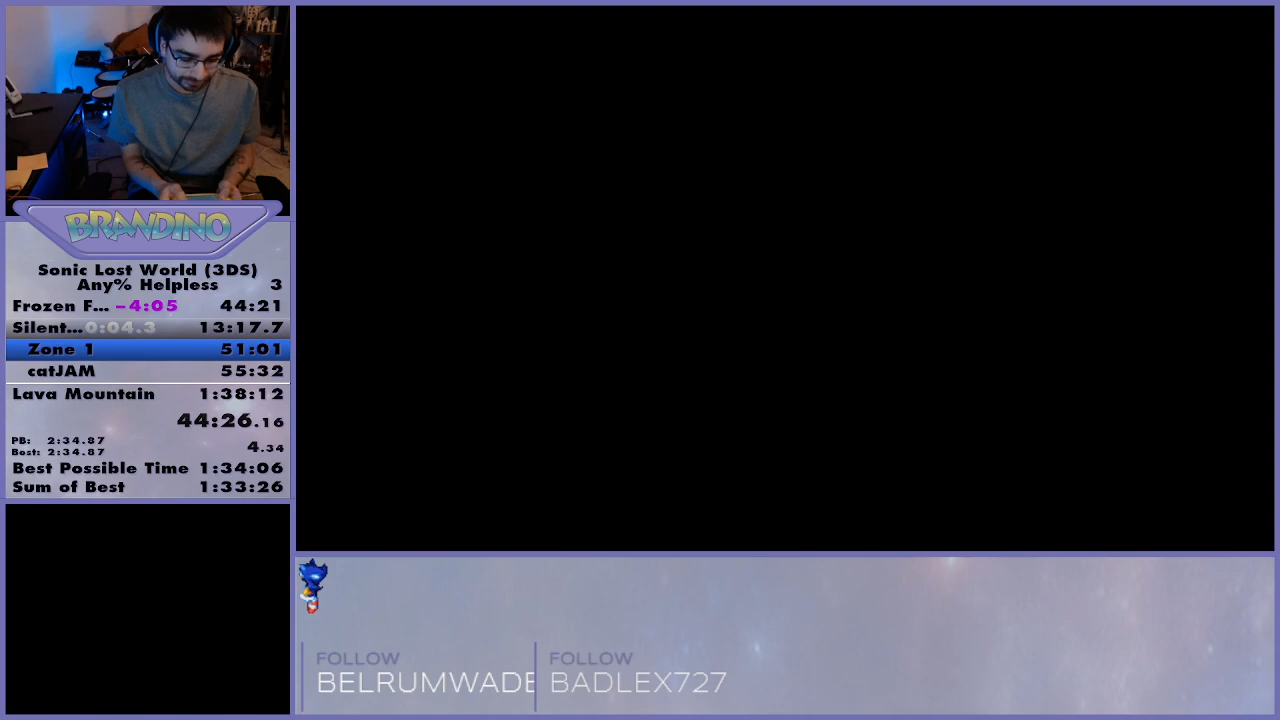 BRANDINO
Sonic Lost World (3DS)
Any% Helpless 3
Frozen F... −4:05 44:21
Silent... 0:04.3 13:17.7
Zone 1 51:01
catJAM 55:32
Lava Mountain 1:38:12
44:26.16
PB: 2:34.87
Best: 2:34.87
4.34
Best Possible Time 1:34:06
Sum of Best 1:33:26
FOLLOW FOLLOW
BELRUMWADE BADLEX727